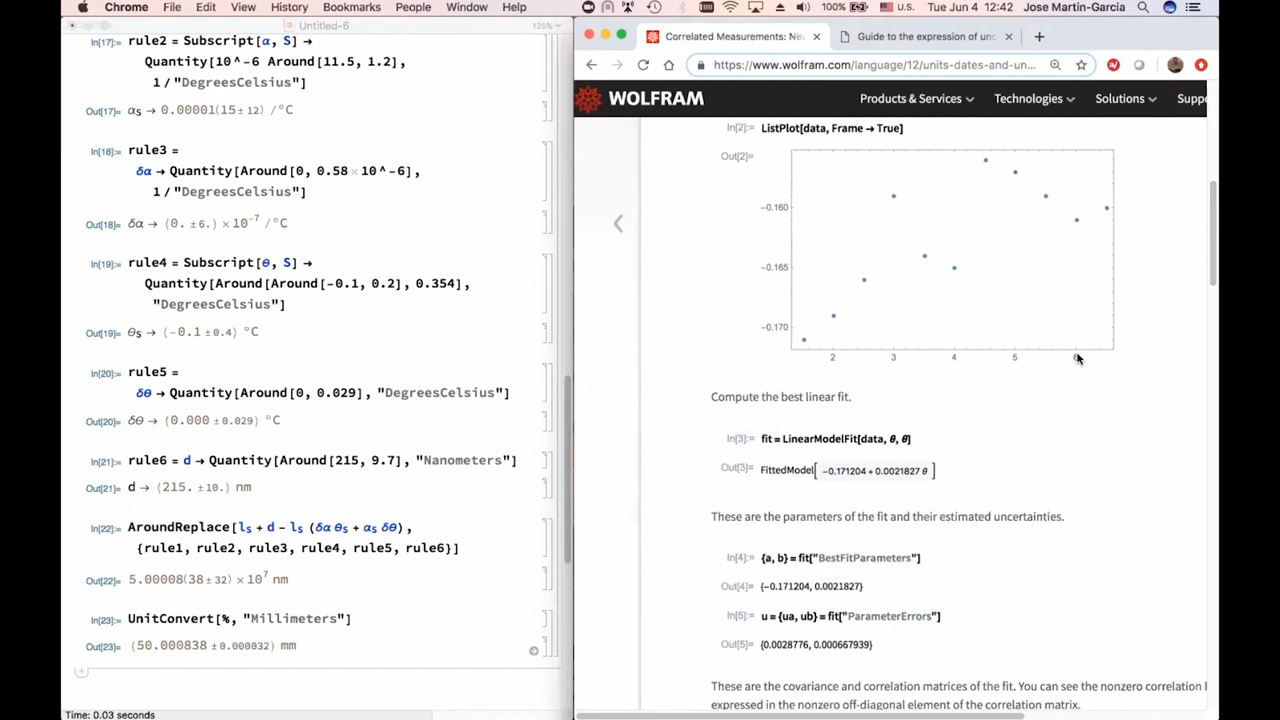 Chrome File Edit View History Bookmarks People Window Help 100% U.S. Tue Jun 4 12:42 Jose Martin-Garcia
Untitled-6 125%
In[17]:= rule2 = Subscript[α, S] →
Quantity[10^-6 Around[11.5, 1.2],
1 / "DegreesCelsius"]
Out[17]= αs → 0.00001(15±12) /°C
In[18]:= rule3 =
δα → Quantity[Around[0, 0.58×10^-6],
1 / "DegreesCelsius"]
Out[18]= δα → (0. ±6.)×10⁻⁷ /°C
In[19]:= rule4 = Subscript[θ, S] →
Quantity[Around[Around[-0.1, 0.2], 0.354],
"DegreesCelsius"]
Out[19]= θs → (-0.1±0.4) °C
In[20]:= rule5 =
δθ → Quantity[Around[0, 0.029], "DegreesCelsius"]
Out[20]= δθ → (0.000 ±0.029) °C
In[21]:= rule6 = d → Quantity[Around[215, 9.7], "Nanometers"]
Out[21]= d → (215. ±10.) nm
In[22]:= AroundReplace[ls + d - ls (δα θs + αs δθ),
{rule1, rule2, rule3, rule4, rule5, rule6}]
Out[22]= 5.00008(38±32)×10⁷ nm
In[23]:= UnitConvert[%, "Millimeters"]
Out[23]= (50.000838 ±0.000032) mm
Time: 0.03 seconds
Correlated Measurements: Ne Guide to the expression of unc
https://www.wolfram.com/language/12/units-dates-and-un...
WOLFRAM Products & Services Technologies Solutions Suppo
In[2]:= ListPlot[data, Frame → True]
Out[2]=
-0.160
-0.165
-0.170
2 3 4 5 6
Compute the best linear fit.
In[3]:= fit = LinearModelFit[data, θ, θ]
Out[3]= FittedModel[ -0.171204 + 0.0021827 θ ]
These are the parameters of the fit and their estimated uncertainties.
In[4]:= {a, b} = fit["BestFitParameters"]
Out[4]= {-0.171204, 0.0021827}
In[5]:= u = {ua, ub} = fit["ParameterErrors"]
Out[5]= {0.0028776, 0.000667939}
These are the covariance and correlation matrices of the fit. You can see the nonzero correlation
expressed in the nonzero off-diagonal element of the correlation matrix.